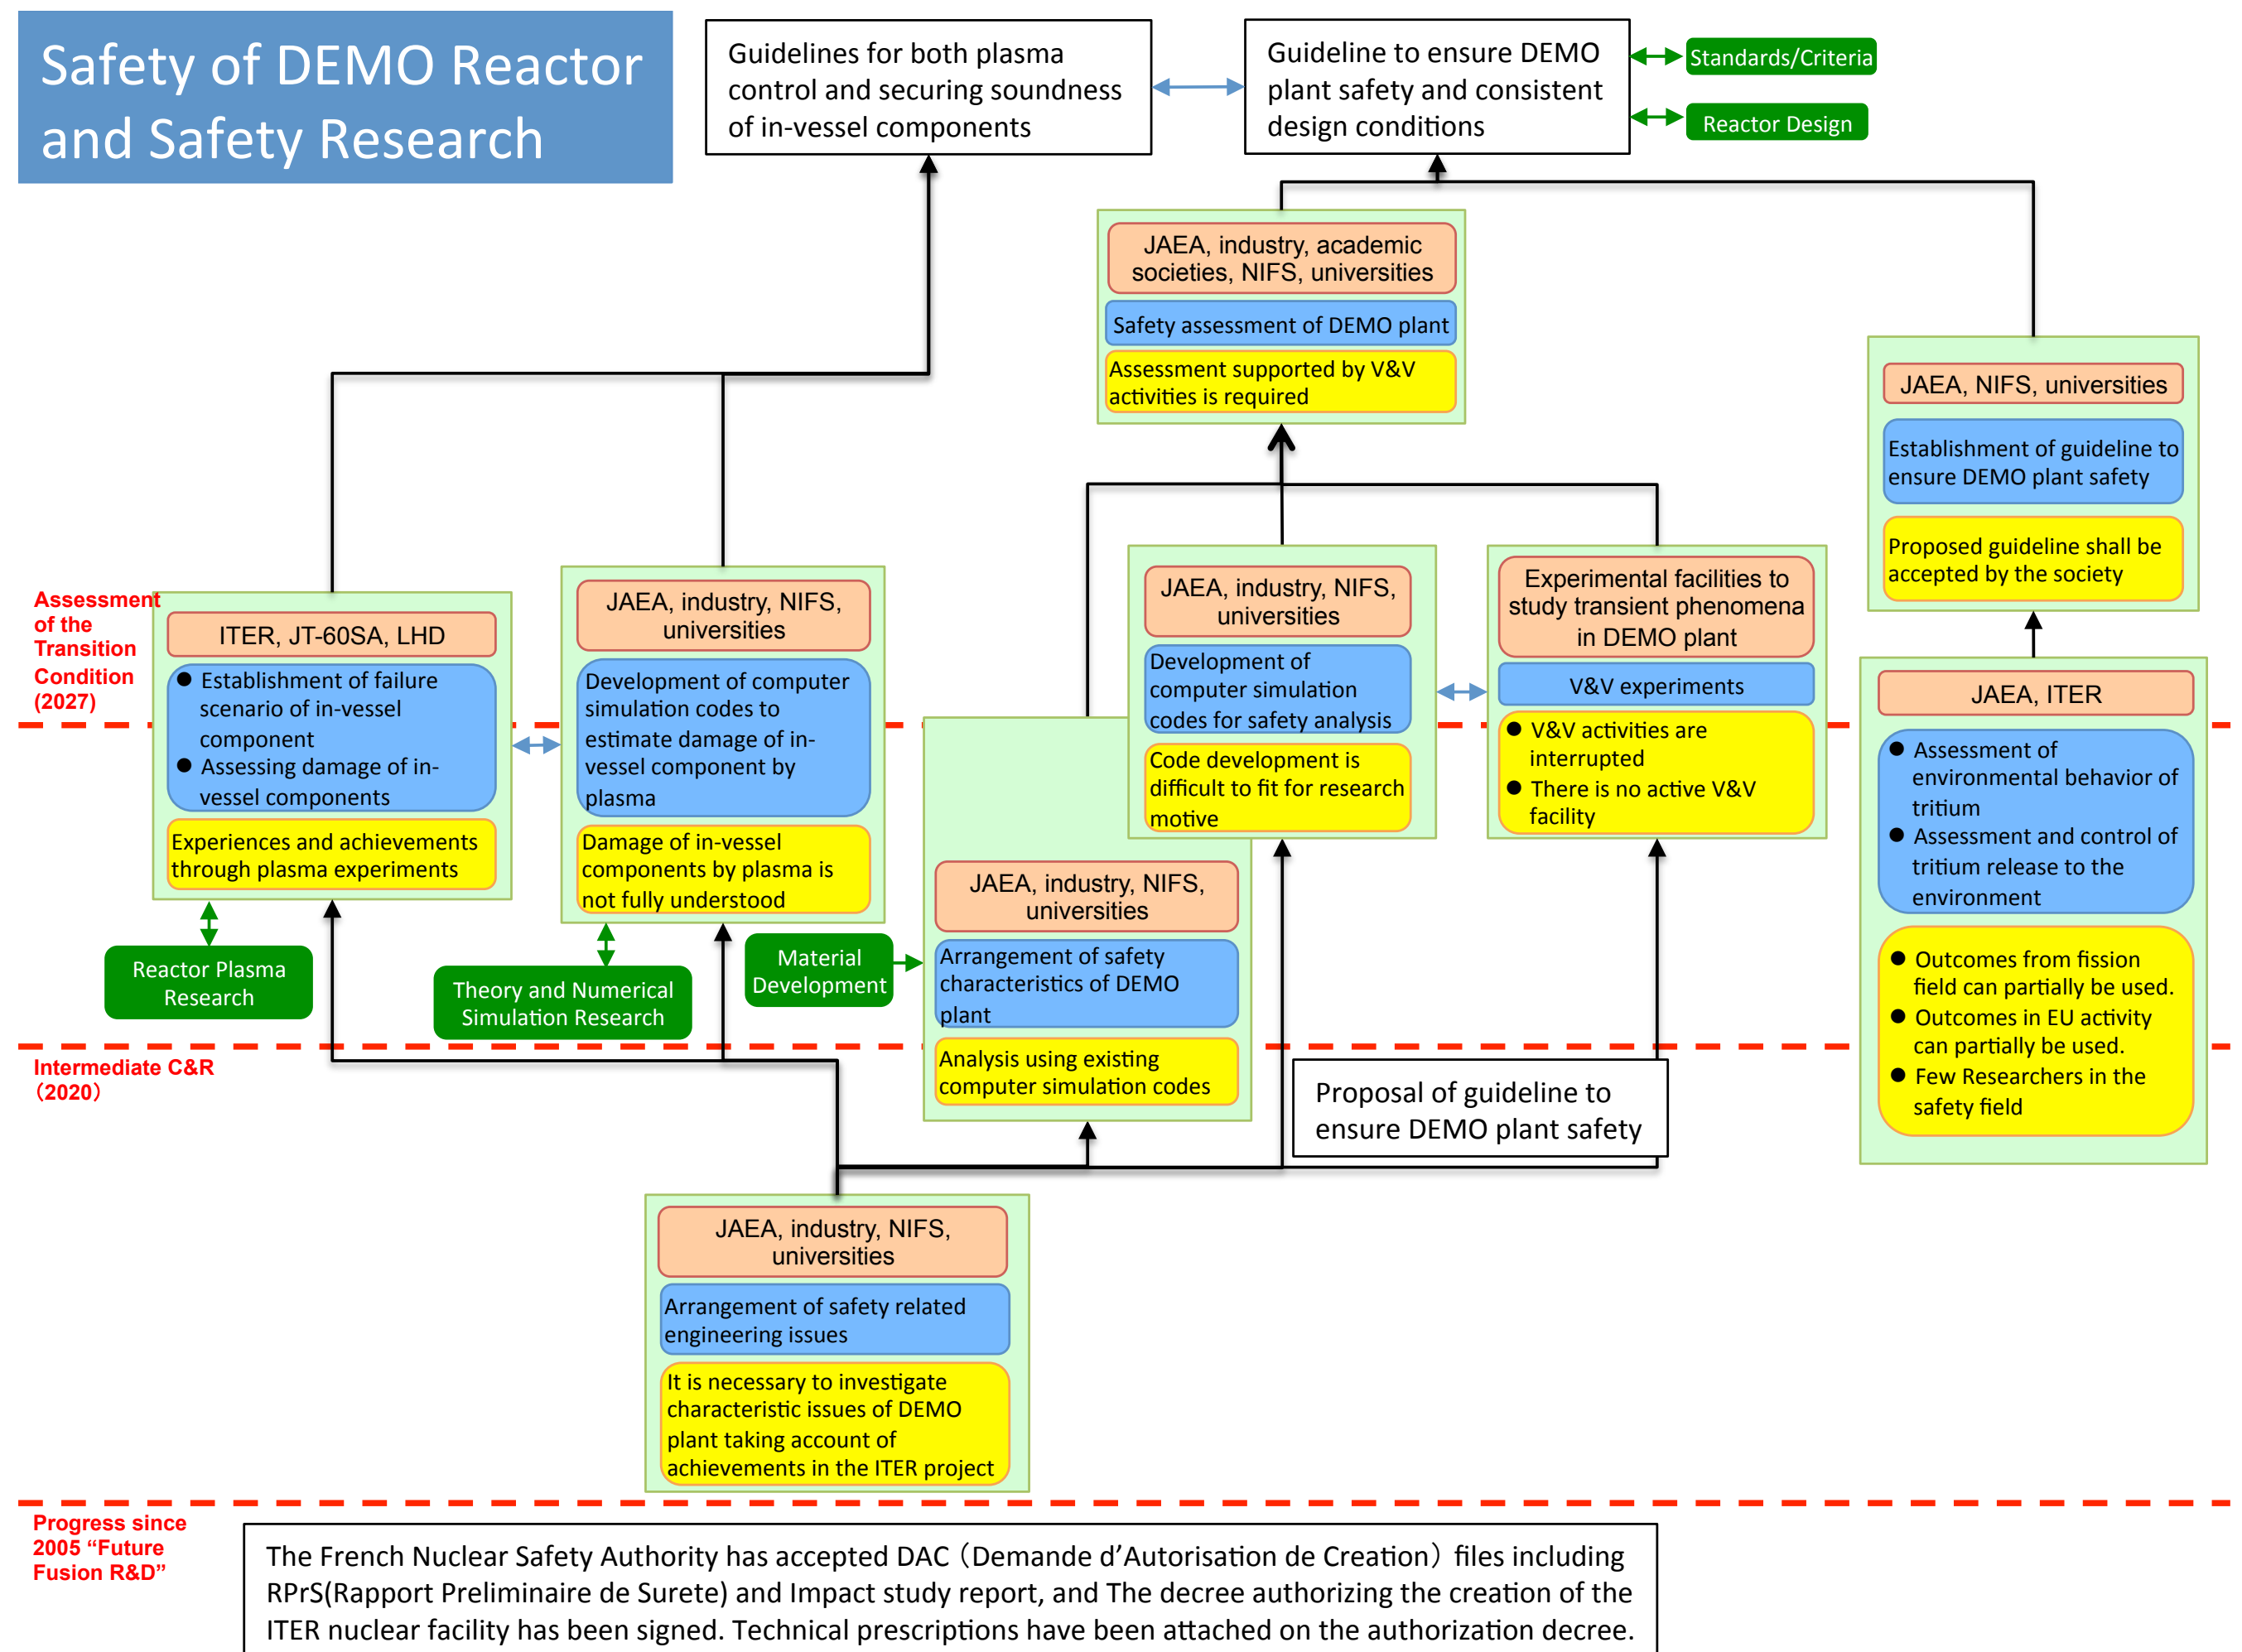 Safety of DEMO Reactor
and Safety Research
Guidelines for both plasma
control and securing soundness
of in-vessel components
Guideline to ensure DEMO
plant safety and consistent
design conditions
Standards/Criteria
Reactor Design
JAEA, industry, academic
societies, NIFS, universities
Safety assessment of DEMO plant
Assessment supported by V&V
activities is required
JAEA, NIFS, universities
Establishment of guideline to
ensure DEMO plant safety
Proposed guideline shall be
accepted by the society
Assessment
of the
Transition
Condition
(2027)
ITER, JT-60SA, LHD
● Establishment of failure
scenario of in-vessel
component
● Assessing damage of in-
vessel components
Experiences and achievements
through plasma experiments
JAEA, industry, NIFS,
universities
Development of computer
simulation codes to
estimate damage of in-
vessel component by
plasma
Damage of in-vessel
components by plasma is
not fully understood
JAEA, industry, NIFS,
universities
Development of
computer simulation
codes for safety analysis
Code development is
difficult to fit for research
motive
Experimental facilities to
study transient phenomena
in DEMO plant
V&V experiments
● V&V activities are
interrupted
● There is no active V&V
facility
JAEA, ITER
● Assessment of
environmental behavior of
tritium
● Assessment and control of
tritium release to the
environment
● Outcomes from fission
field can partially be used.
● Outcomes in EU activity
can partially be used.
● Few Researchers in the
safety field
Reactor Plasma
Research
Theory and Numerical
Simulation Research
Material
Development
JAEA, industry, NIFS,
universities
Arrangement of safety
characteristics of DEMO
plant
Analysis using existing
computer simulation codes
Intermediate C&R
（2020）
Proposal of guideline to
ensure DEMO plant safety
JAEA, industry, NIFS,
universities
Arrangement of safety related
engineering issues
It is necessary to investigate
characteristic issues of DEMO
plant taking account of
achievements in the ITER project
Progress since
2005 “Future
Fusion R&D”
The French Nuclear Safety Authority has accepted DAC（Demande d’Autorisation de Creation）files including
RPrS(Rapport Preliminaire de Surete) and Impact study report, and The decree authorizing the creation of the
ITER nuclear facility has been signed. Technical prescriptions have been attached on the authorization decree.